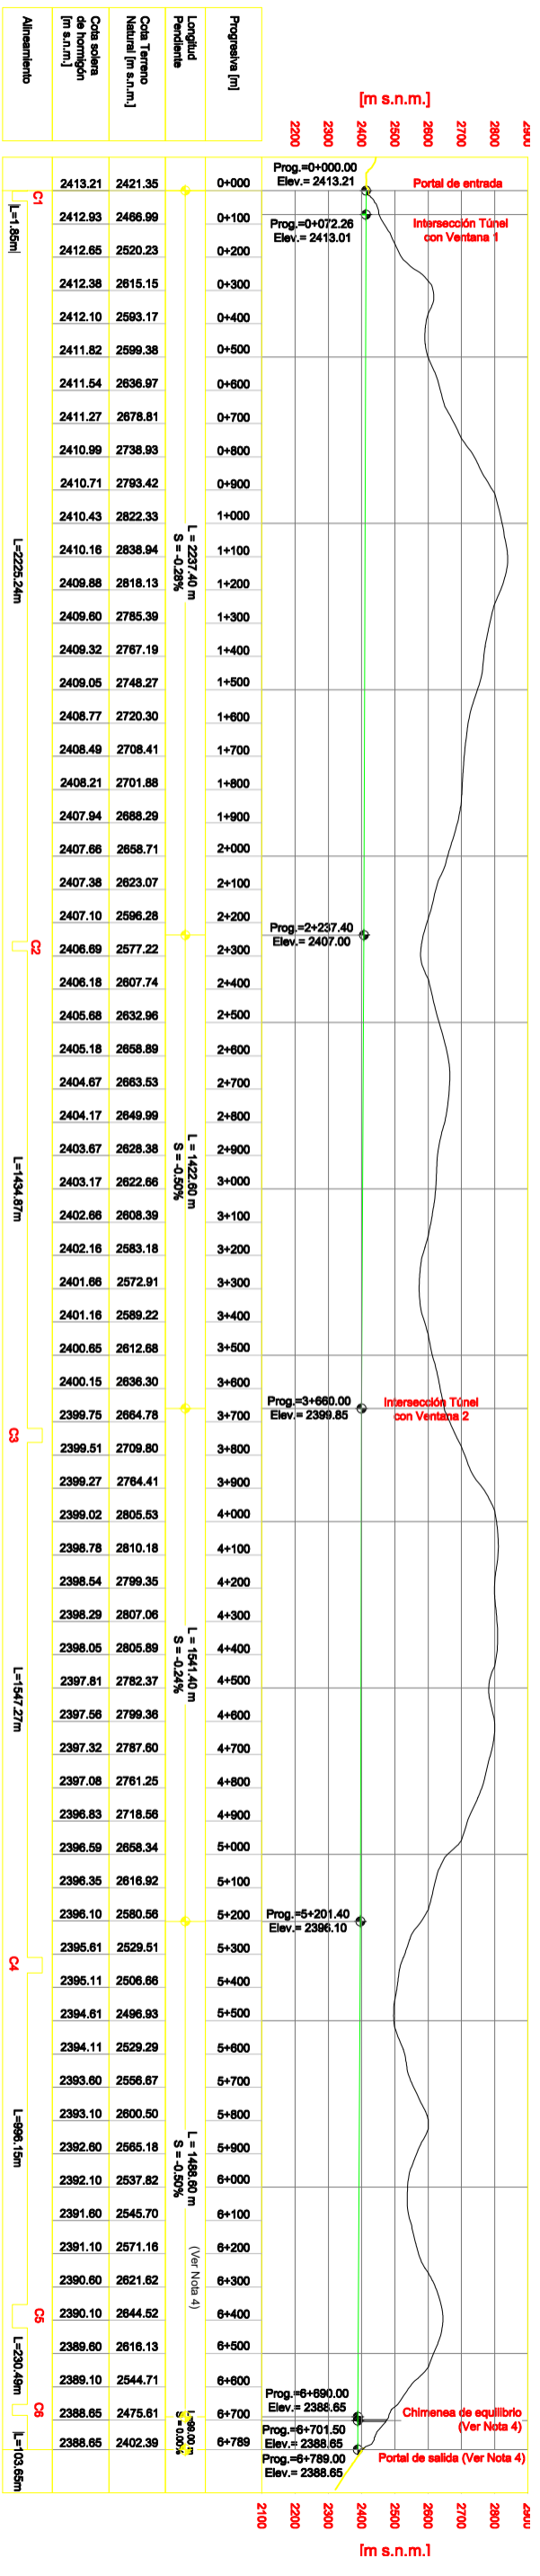 [m s.n.m.]
2200 2300 2400 2500 2600 2700 2800 2900
Progresiva [m]
Longitud
Pendiente
Cota Terreno
Natural [m s.n.m.]
Cota solera
de hormigón
[m s.n.m.]
Alineamiento
Prog.=0+000.00
Elev.= 2413.21
Portal de entrada
Prog.=0+072.26
Elev.= 2413.01
Intersección Túnel
con Ventana 1
C1
L=1.85m
2413.21 2421.35 0+000
2412.93 2466.99 0+100
2412.65 2520.23 0+200
2412.38 2615.15 0+300
2412.10 2593.17 0+400
2411.82 2599.38 0+500
2411.54 2636.97 0+600
2411.27 2678.81 0+700
2410.99 2738.93 0+800
2410.71 2793.42 0+900
2410.43 2822.33 1+000
2410.16 2838.94 1+100
2409.88 2818.13 1+200
2409.60 2785.39 1+300
2409.32 2767.19 1+400
2409.05 2748.27 1+500
2408.77 2720.30 1+600
2408.49 2708.41 1+700
2408.21 2701.88 1+800
2407.94 2688.29 1+900
2407.66 2658.71 2+000
2407.38 2623.07 2+100
2407.10 2596.28 2+200
L = 2237.40 m
S = -0.28%
L=2225.24m
Prog.=2+237.40
Elev.= 2407.00
C2
2406.69 2577.22 2+300
2406.18 2607.74 2+400
2405.68 2632.96 2+500
2405.18 2658.89 2+600
2404.67 2663.53 2+700
2404.17 2649.99 2+800
2403.67 2628.38 2+900
2403.17 2622.66 3+000
2402.66 2608.39 3+100
2402.16 2583.18 3+200
2401.66 2572.91 3+300
2401.16 2589.22 3+400
2400.65 2612.68 3+500
2400.15 2636.30 3+600
L = 1422.60 m
S = -0.50%
L=1434.87m
Prog.=3+660.00
Elev.= 2399.85
Intersección Túnel
con Ventana 2
C3
2399.75 2664.78 3+700
2399.51 2709.80 3+800
2399.27 2764.41 3+900
2399.02 2805.53 4+000
2398.78 2810.18 4+100
2398.54 2799.35 4+200
2398.29 2807.06 4+300
2398.05 2805.89 4+400
2397.81 2782.37 4+500
2397.56 2799.36 4+600
2397.32 2787.60 4+700
2397.08 2761.25 4+800
2396.83 2718.56 4+900
2396.59 2658.34 5+000
2396.35 2616.92 5+100
2396.10 2580.56 5+200
L = 1541.40 m
S = -0.24%
L=1547.27m
Prog.=5+201.40
Elev.= 2396.10
C4
2395.61 2529.51 5+300
2395.11 2506.66 5+400
2394.61 2496.93 5+500
2394.11 2529.29 5+600
2393.60 2556.67 5+700
2393.10 2600.50 5+800
2392.60 2565.18 5+900
2392.10 2537.82 6+000
2391.60 2545.70 6+100
2391.10 2571.16 6+200
2390.60 2621.62 6+300
2390.10 2644.52 6+400
2389.60 2616.13 6+500
2389.10 2544.71 6+600
2388.65 2475.61 6+700
2388.65 2402.39 6+789
L = 1488.60 m
S = -0.50%
(Ver Nota 4)
L=996.15m
C5
L=230.49m
C6
L=103.65m
L=99.00 m
S = 0.00%
Prog.=6+690.00
Elev.= 2388.65
Chimenea de equilibrio
(Ver Nota 4)
Prog.=6+701.50
Elev.= 2388.65
Portal de salida (Ver Nota 4)
Prog.=6+789.00
Elev.= 2388.65
2100 2200 2300 2400 2500 2600 2700 2800 2900
[m s.n.m.]